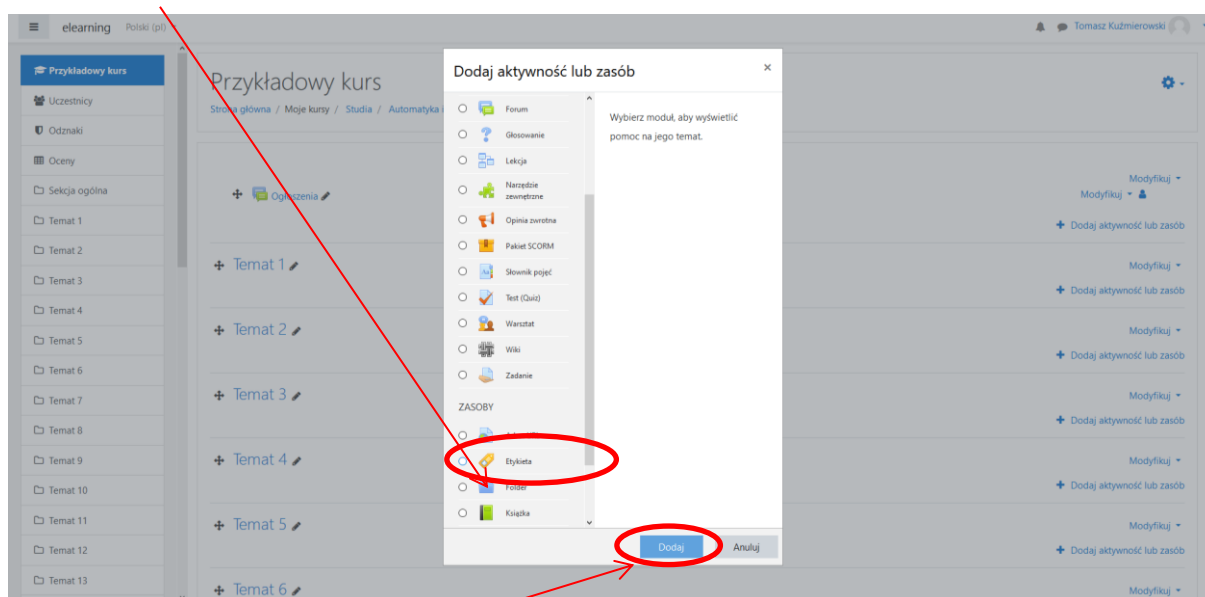 elearning Polski (pl)
Tomasz Kuźmierowski
Przykładowy kurs
Uczestnicy
Odznaki
Oceny
Sekcja ogólna
Temat 1
Temat 2
Temat 3
Temat 4
Temat 5
Temat 6
Temat 7
Temat 8
Temat 9
Temat 10
Temat 11
Temat 12
Temat 13
Przykładowy kurs
Strona główna / Moje kursy / Studia / Automatyka
Ogłoszenia
Modyfikuj
Modyfikuj
Dodaj aktywność lub zasób
Temat 1
Modyfikuj
Dodaj aktywność lub zasób
Temat 2
Modyfikuj
Dodaj aktywność lub zasób
Temat 3
Modyfikuj
Dodaj aktywność lub zasób
Temat 4
Modyfikuj
Dodaj aktywność lub zasób
Temat 5
Modyfikuj
Dodaj aktywność lub zasób
Temat 6
Modyfikuj
Dodaj aktywność lub zasób
×
Forum
Głosowanie
Lekcja
Narzędzie
zewnętrzne
Opinia zwrotna
Pakiet SCORM
Słownik pojęć
Test (Quiz)
Warsztat
Wiki
Zadanie
ZASOBY
Etykieta
Folder
Książka
Wybierz moduł, aby wyświetlić
pomoc na jego temat.
Dodaj
Anuluj